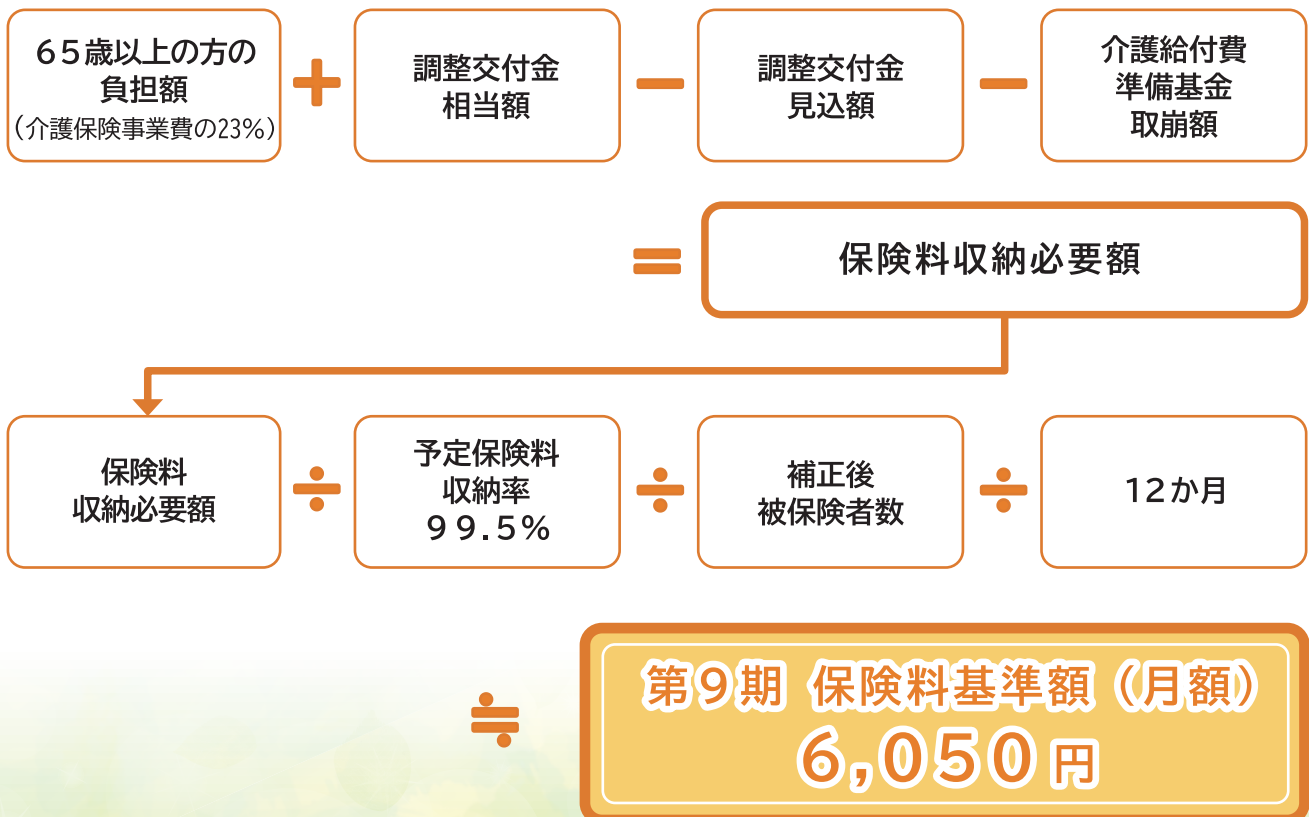 65歳以上の方の
負担額
(介護保険事業費の23%)
+
調整交付金
相当額
−
調整交付金
見込額
−
介護給付費
準備基金
取崩額
=
保険料収納必要額
保険料
収納必要額
÷
予定保険料
収納率
99.5%
÷
補正後
被保険者数
÷
12か月
≒
第9期 保険料基準額(月額)
6,050円